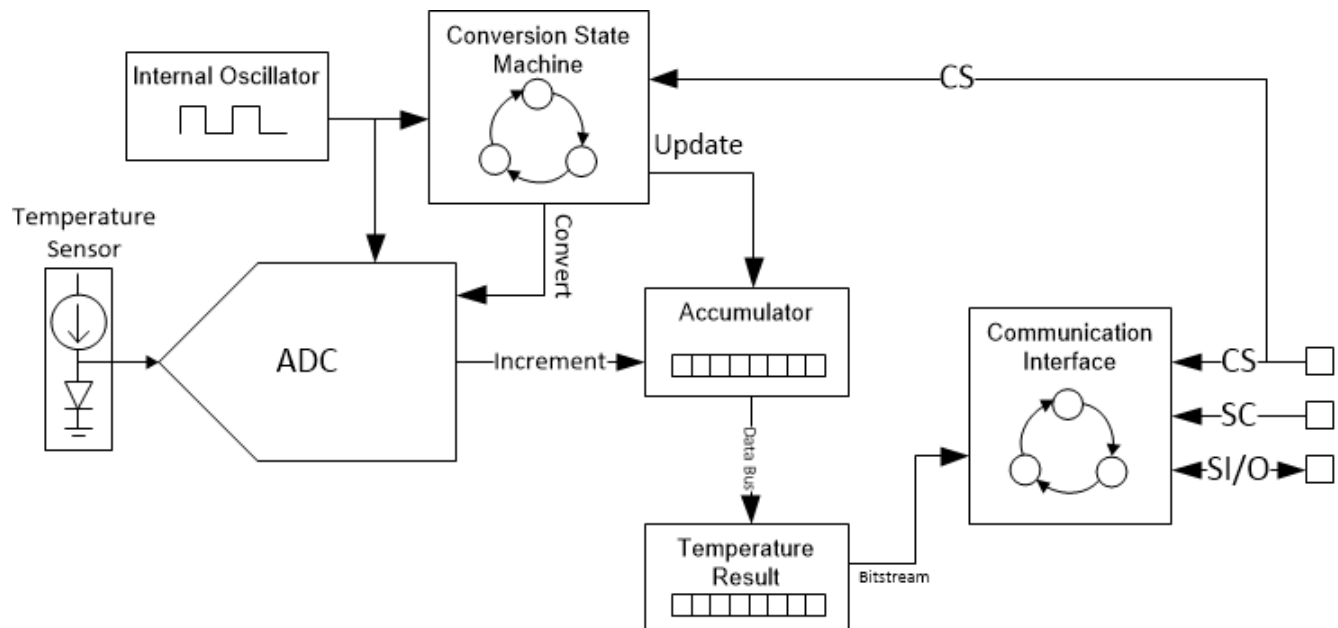 Conversion State
Machine
Internal Oscillator
CS
Update
Temperature
Sensor
Convert
Accumulator
Communication
Interface
ADC
Increment
CS
SC
SI/O
Data Bus
Temperature
Result
Bitstream